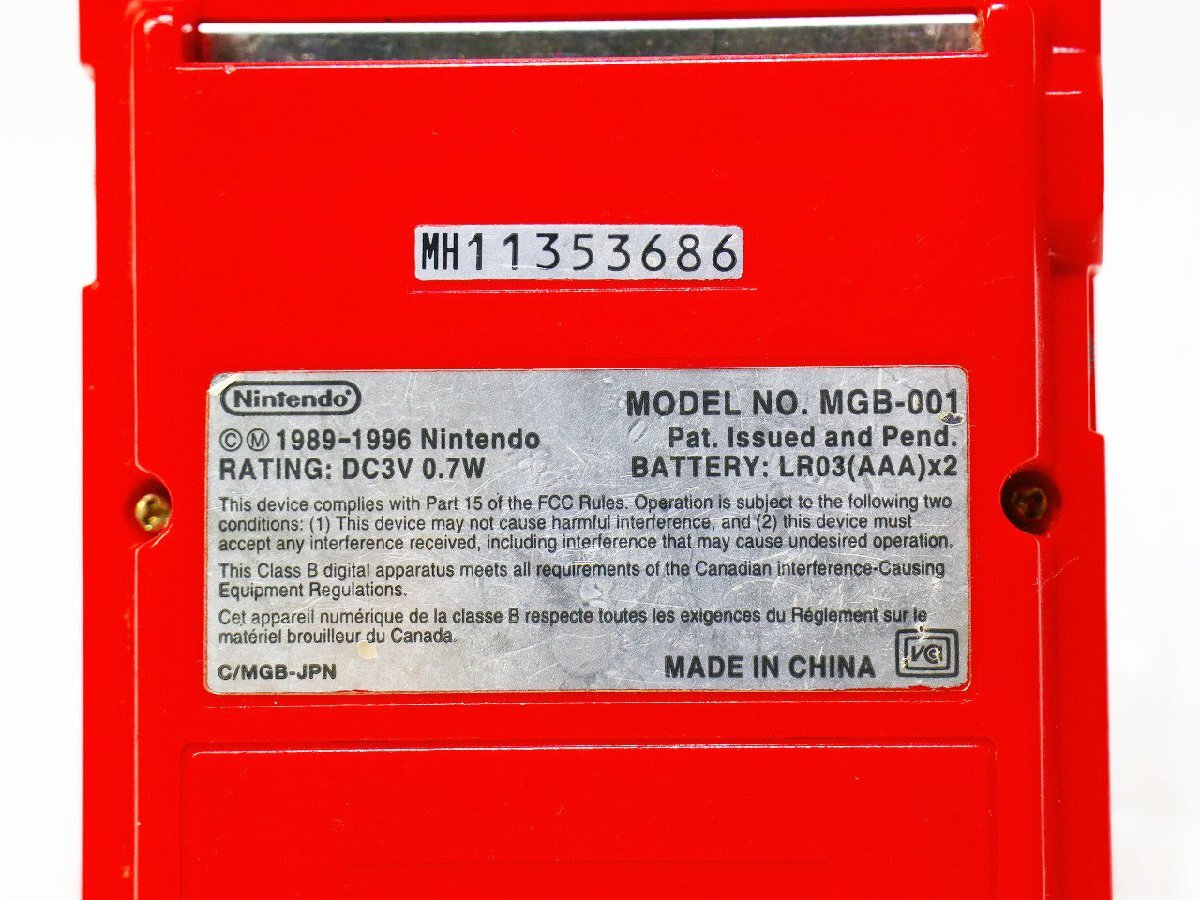 MH11353686
Nintendo®
MODEL NO. MGB-001
ⒸⓂ 1989-1996 Nintendo
Pat. Issued and Pend.
RATING: DC3V 0.7W
BATTERY: LR03(AAA)x2
This device complies with Part 15 of the FCC Rules. Operation is subject to the following two
conditions: (1) This device may not cause harmful interference, and (2) this device must
accept any interference received, including interference that may cause undesired operation.
This Class B digital apparatus meets all requirements of the Canadian Interference-Causing
Equipment Regulations.
Cet appareil numérique de la classe B respecte toutes les exigences du Règlement sur le
matériel brouilleur du Canada.
C/MGB-JPN
MADE IN CHINA
VCI